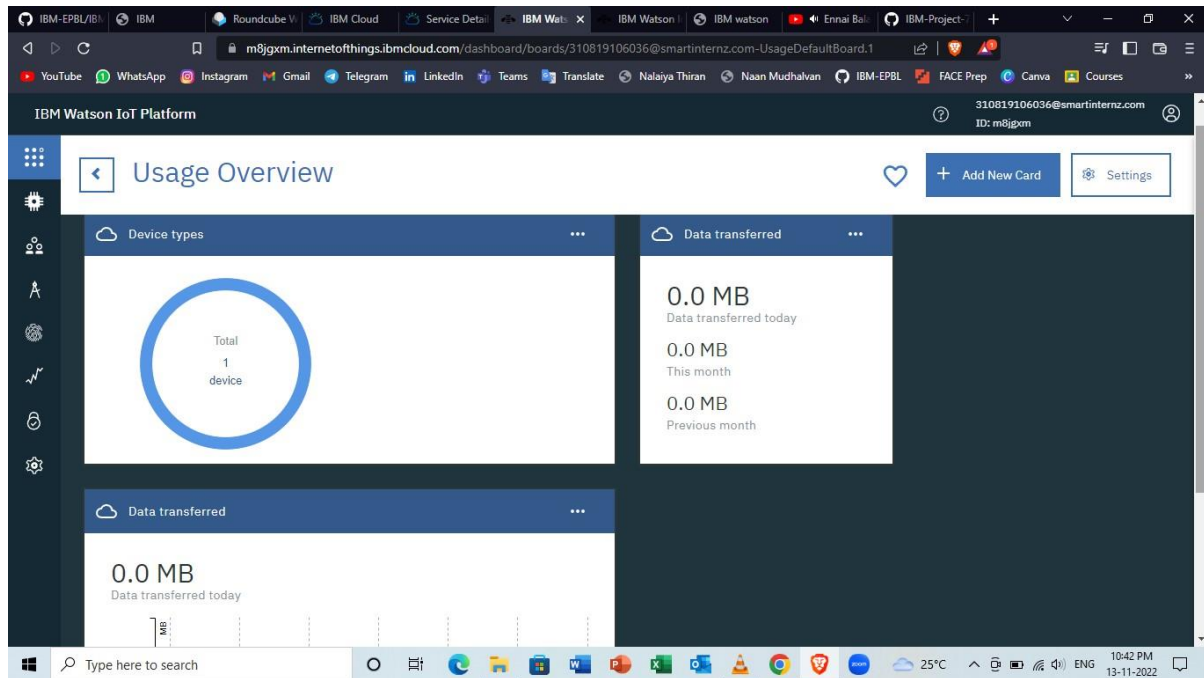 IBM-EPBL/IBM
IBM
Roundcube W
IBM Cloud
Service Detail
IBM Wats
IBM Watson I
IBM watson
Ennai Bala
IBM-Project-7
m8jgxm.internetofthings.ibmcloud.com/dashboard/boards/310819106036@smartinternz.com-UsageDefaultBoard.1
YouTube WhatsApp Instagram Gmail Telegram LinkedIn Teams Translate Nalaiya Thiran Naan Mudhalvan IBM-EPBL FACE Prep Canva Courses
IBM Watson IoT Platform
310819106036@smartinternz.com
ID: m8jgxm
Usage Overview
Add New Card
Settings
Device types
Total
1
device
Data transferred
0.0 MB
Data transferred today
0.0 MB
This month
0.0 MB
Previous month
Data transferred
0.0 MB
Data transferred today
MB
Type here to search
25°C
ENG
10:42 PM
13-11-2022